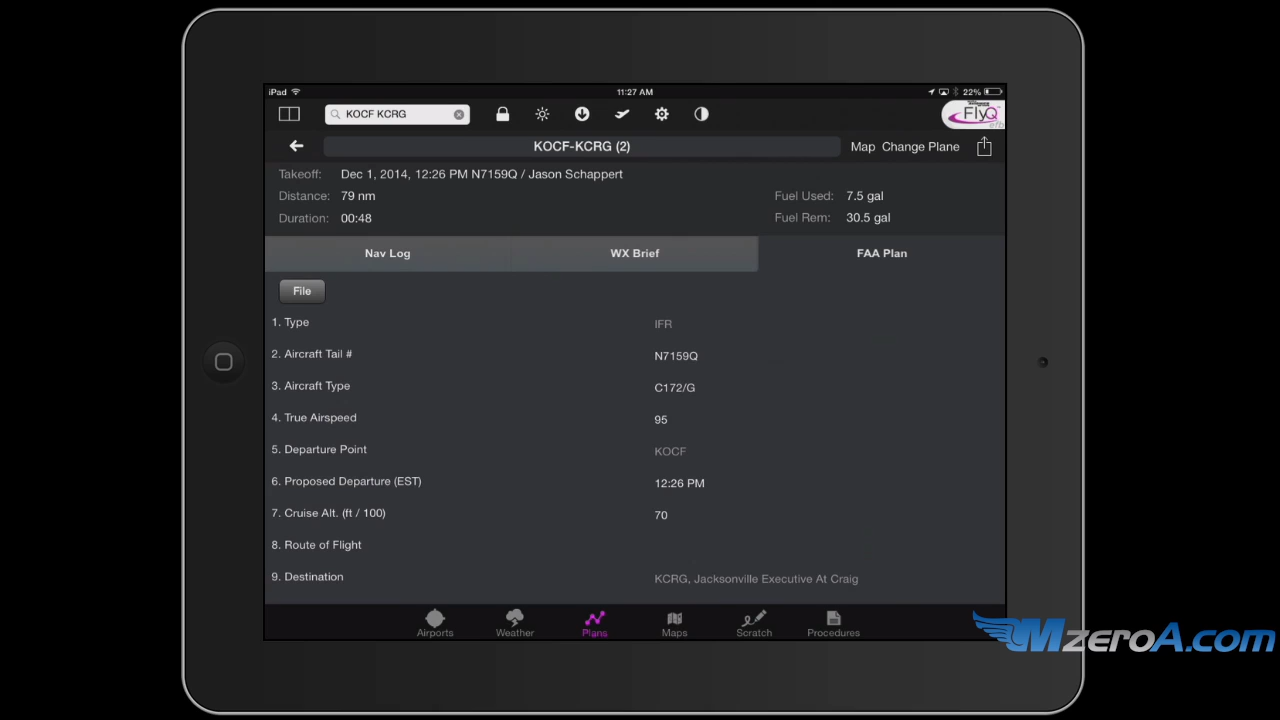 iPad 11:27 AM 22%
KOCF KCRG FlyQ efb
KOCF-KCRG (2) Map Change Plane
Takeoff: Dec 1, 2014, 12:26 PM N7159Q / Jason Schappert
Distance: 79 nm Fuel Used: 7.5 gal
Duration: 00:48 Fuel Rem: 30.5 gal
Nav Log WX Brief FAA Plan
File
1. Type IFR
2. Aircraft Tail # N7159Q
3. Aircraft Type C172/G
4. True Airspeed 95
5. Departure Point KOCF
6. Proposed Departure (EST) 12:26 PM
7. Cruise Alt. (ft / 100) 70
8. Route of Flight
9. Destination KCRG, Jacksonville Executive At Craig
Airports Weather Plans Maps Scratch Procedures
MzeroA.com